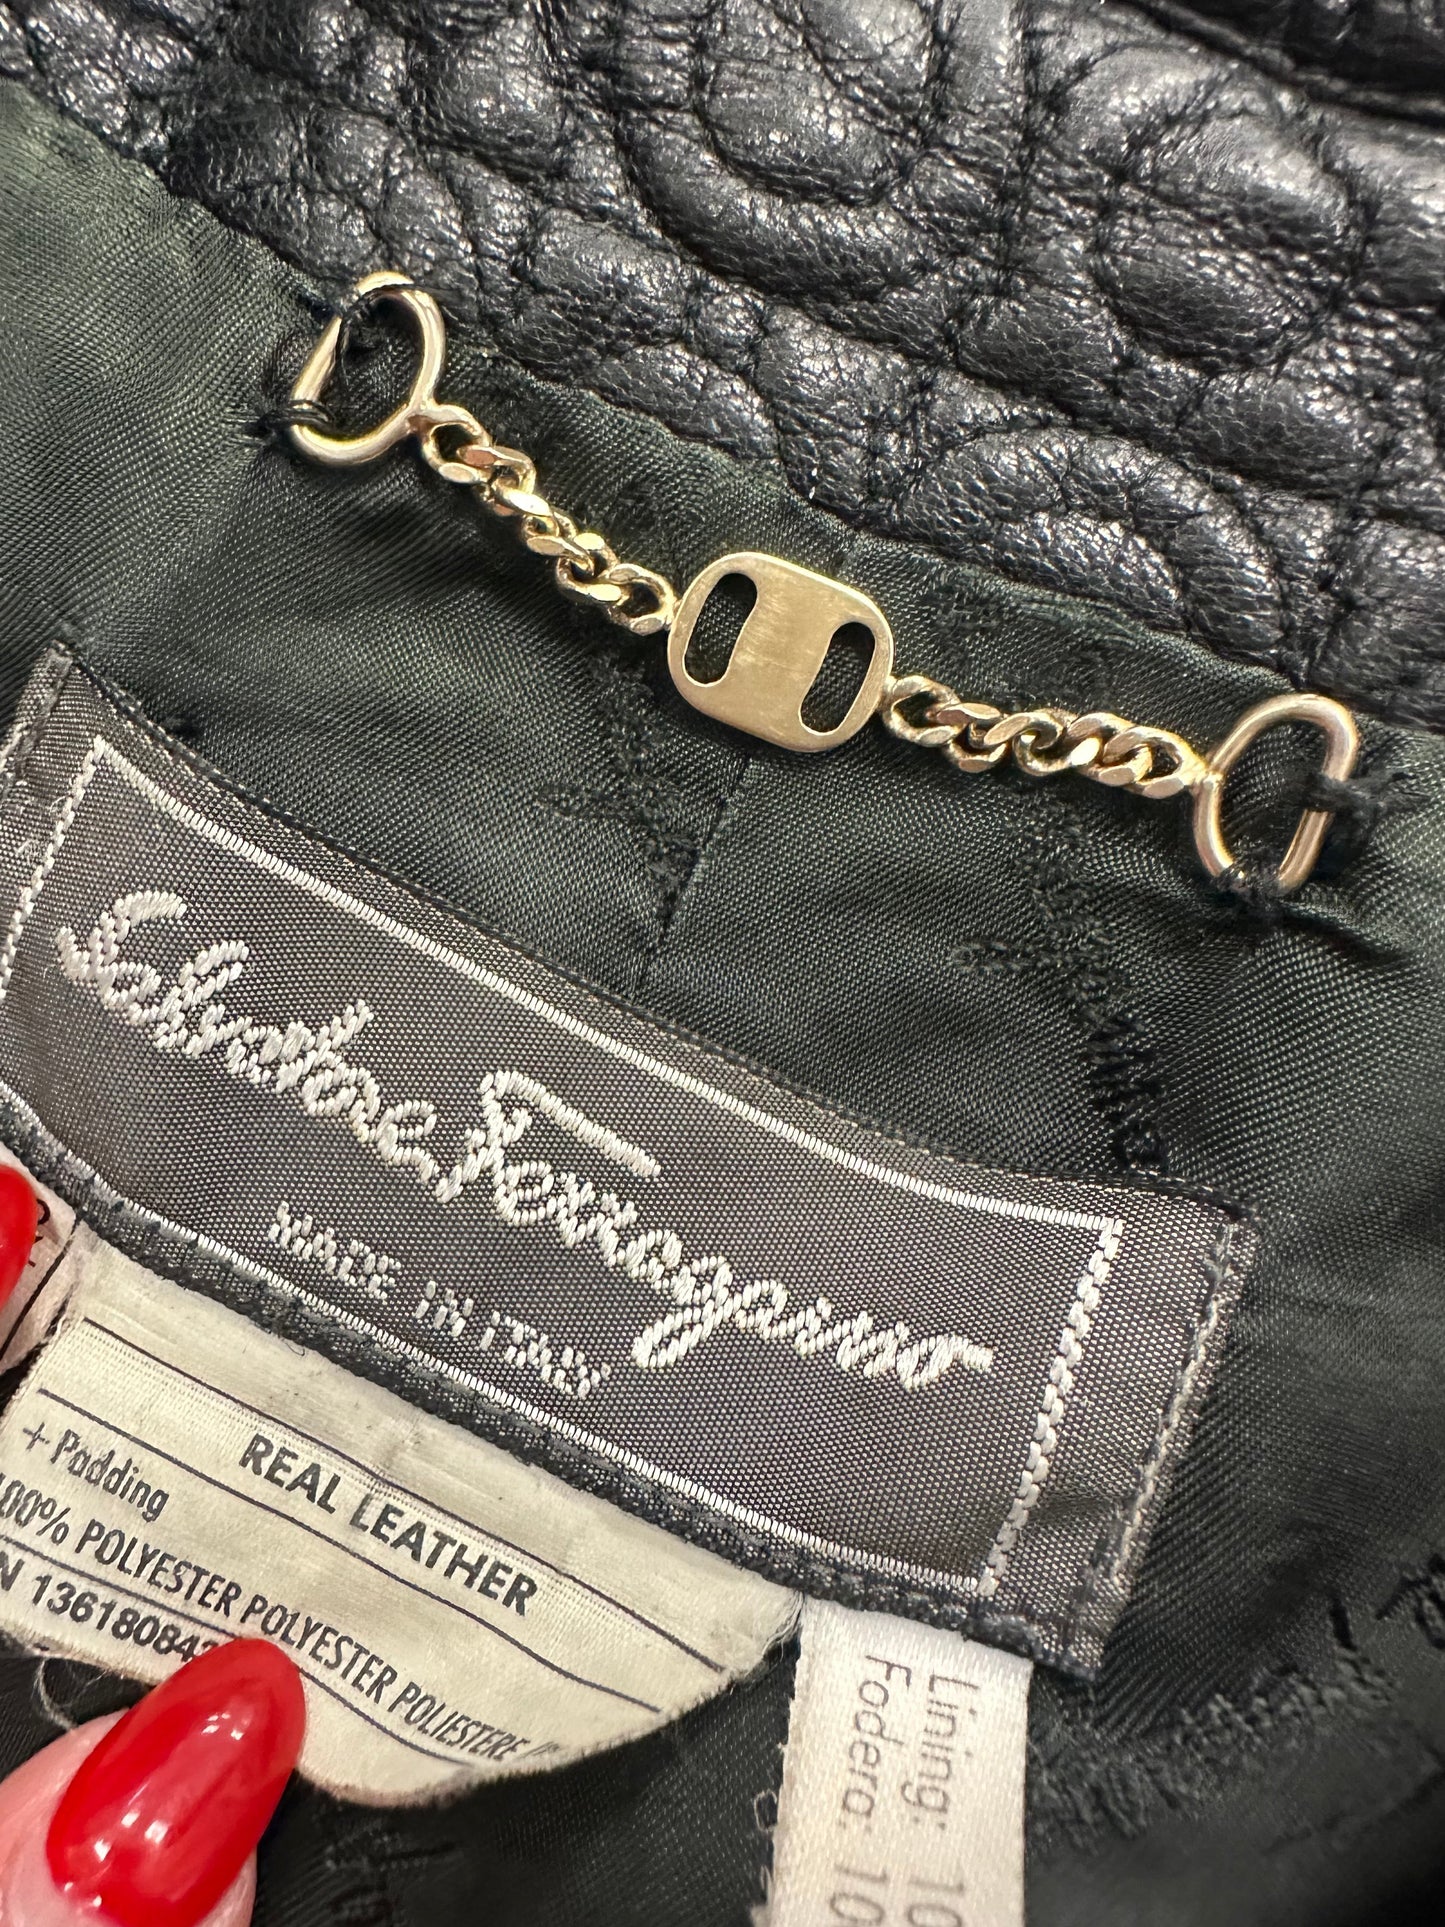 Salvatore Ferragamo
MADE IN ITALY
REAL LEATHER
+ Padding
100% POLYESTER POLYESTER POLIESTERE
N 13618084
Lining: 10
Fodera: 10